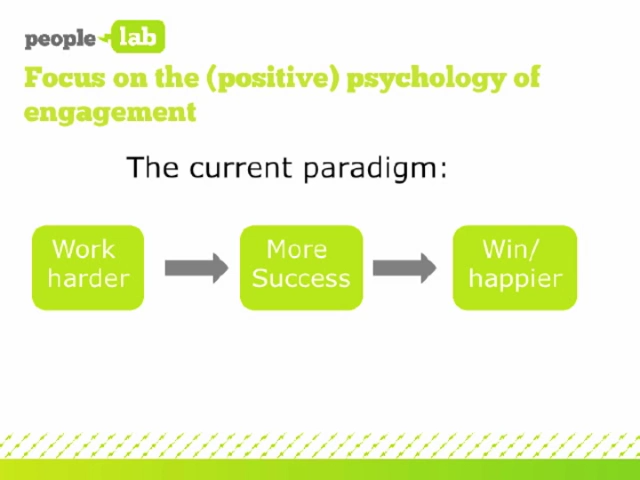 people lab
Focus on the (positive) psychology of
engagement
The current paradigm:
Work
harder
More
Success
Win/
happier